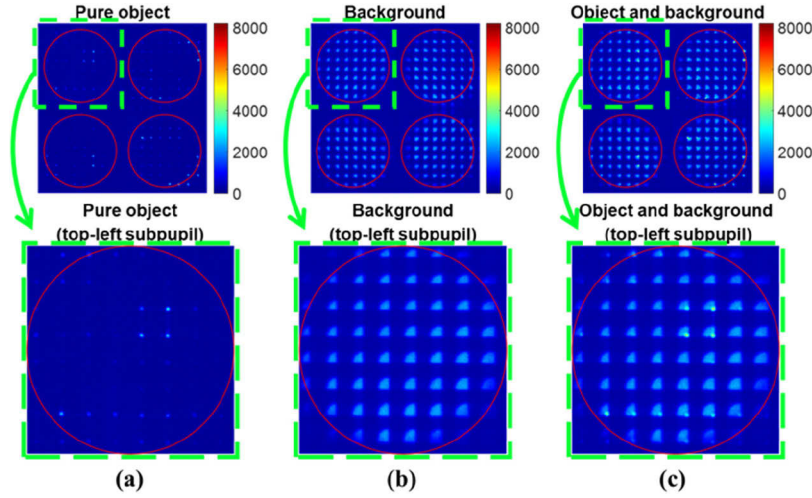 Pure object
Background
Object and background
8000
6000
4000
2000
0
8000
6000
4000
2000
0
8000
6000
4000
2000
0
Pure object
(top-left subpupil)
Background
(top-left subpupil)
Object and background
(top-left subpupil)
(a)
(b)
(c)